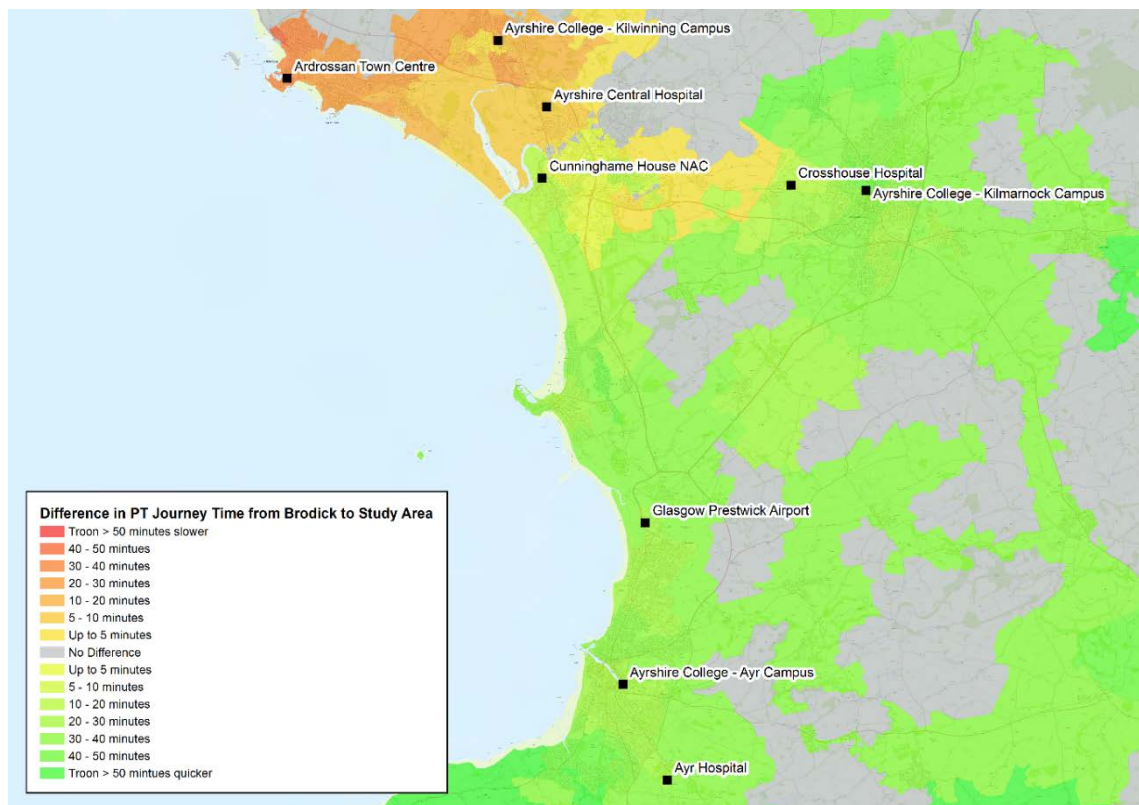 Ayrshire College - Kilwinning Campus
Ardrossan Town Centre
Ayrshire Central Hospital
Cunninghame House NAC
Crosshouse Hospital
Ayrshire College - Kilmarnock Campus
Glasgow Prestwick Airport
Ayrshire College - Ayr Campus
Ayr Hospital
Difference in PT Journey Time from Brodick to Study Area
Troon > 50 minutes slower
40 - 50 mintues
30 - 40 minutes
20 - 30 minutes
10 - 20 minutes
5 - 10 minutes
Up to 5 minutes
No Difference
Up to 5 minutes
5 - 10 minutes
10 - 20 minutes
20 - 30 minutes
30 - 40 minutes
40 - 50 minutes
Troon > 50 mintues quicker